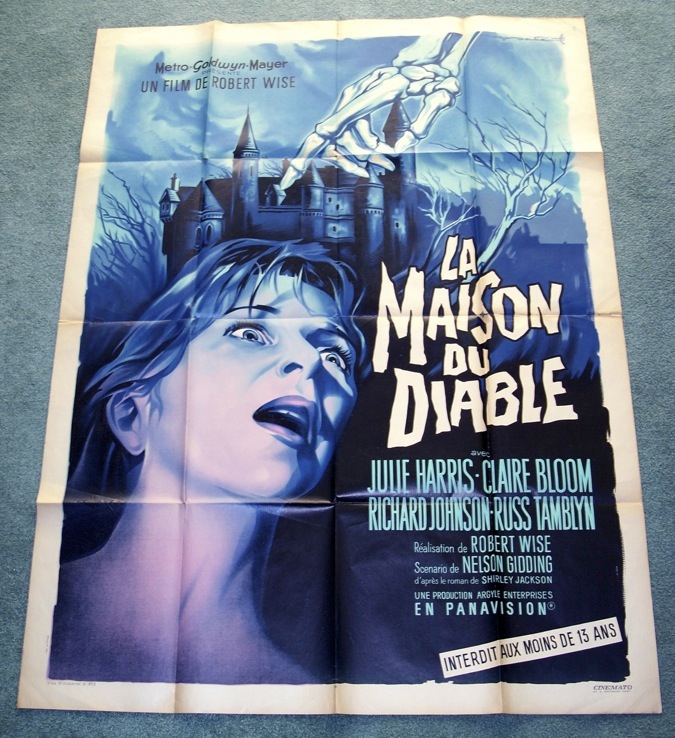 Metro-Goldwyn-Mayer
PRÉSENTE
UN FILM DE ROBERT WISE
LA
MAISON
DU
DIABLE
avec
JULIE HARRIS-CLAIRE BLOOM
RICHARD JOHNSON-RUSS TAMBLYN
Réalisation de ROBERT WISE
Scenario de NELSON GIDDING
d'après le roman de SHIRLEY JACKSON
UNE PRODUCTION ARGYLE ENTERPRISES
EN PANAVISION®
INTERDIT AUX MOINS DE 13 ANS
CINEMATO